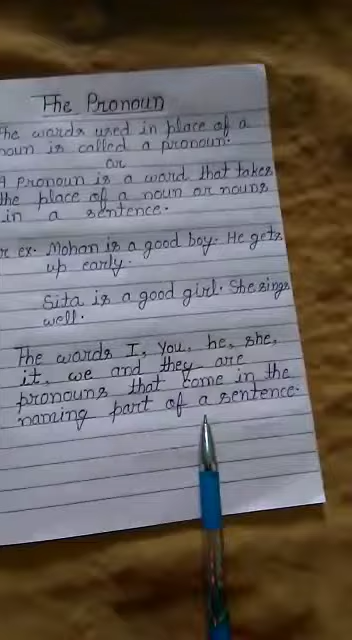 The Pronoun
The words used in place of a
noun is called a pronoun.
or
A Pronoun is a word that takes
the place of a noun or nouns
in a sentence.
r ex. Mohan is a good boy. He gets
up early.
Sita is a good girl. She sings
well.
The words I, You, he, she,
it, we and they are
pronouns that come in the
naming part of a sentence.